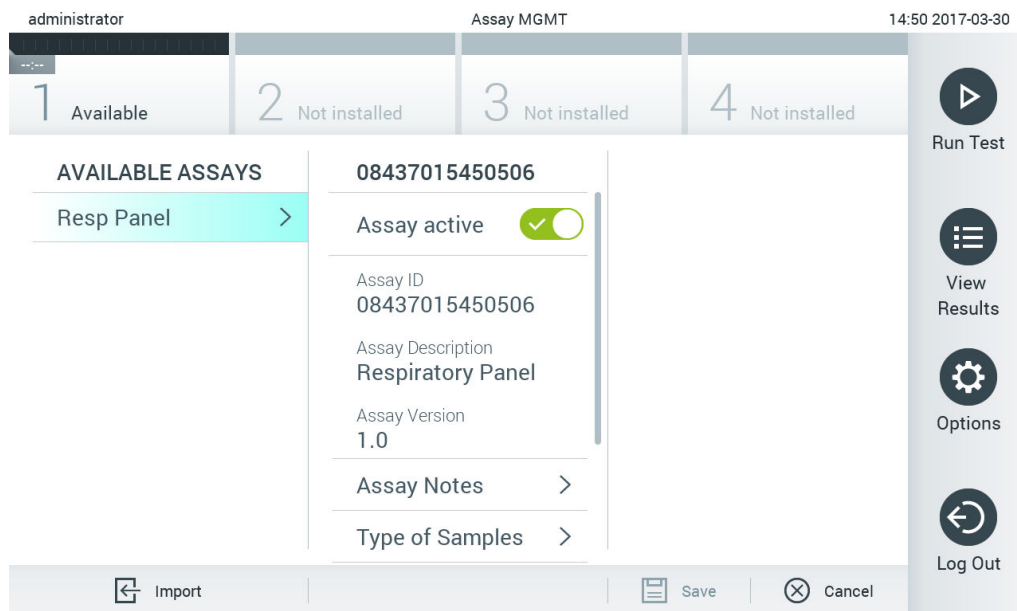 administrator Assay MGMT 14:50 2017-03-30
--:--
1 Available 2 Not installed 3 Not installed 4 Not installed
Run Test
AVAILABLE ASSAYS 08437015450506
Resp Panel Assay active
Assay ID
08437015450506
View
Results
Assay Description
Respiratory Panel
Assay Version
1.0
Options
Assay Notes
Type of Samples
Log Out
Import Save Cancel